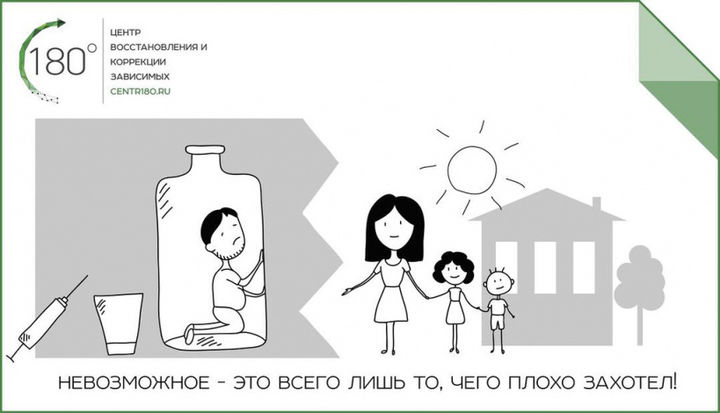 180°
ЦЕНТР
ВОССТАНОВЛЕНИЯ И
КОРРЕКЦИИ
ЗАВИСИМЫХ
CENTR180.RU
НЕВОЗМОЖНОЕ - ЭТО ВСЕГО ЛИШЬ ТО, ЧЕГО ПЛОХО ЗАХОТЕЛ!